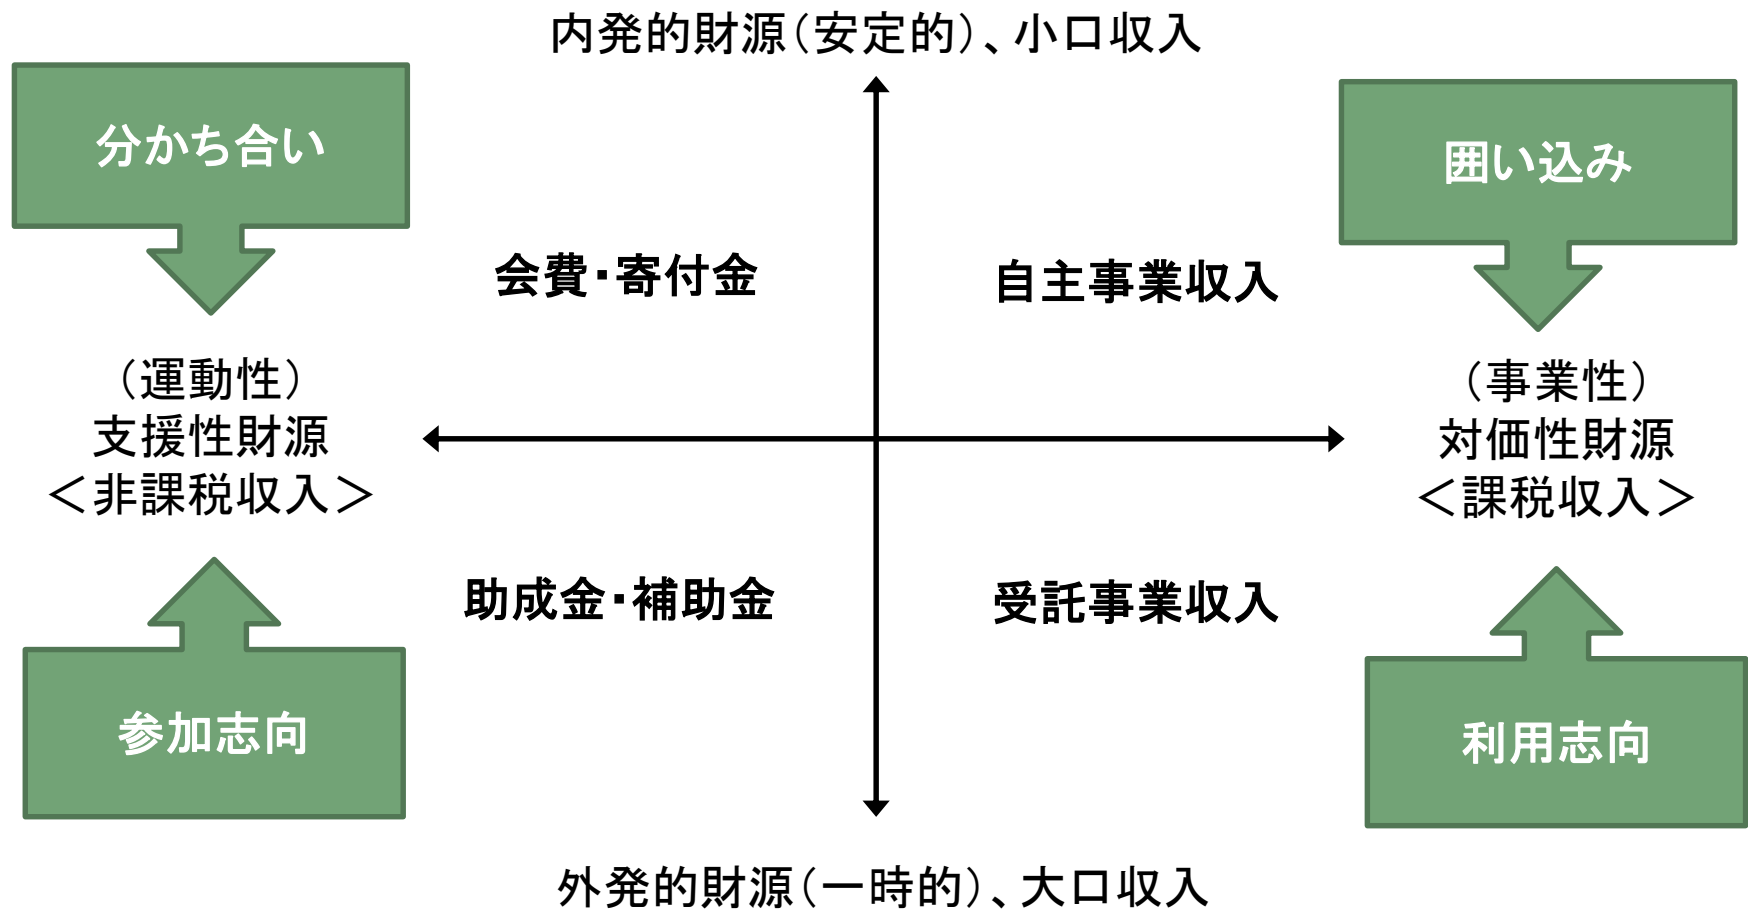 内発的財源（安定的）、小口収入
分かち合い
囲い込み
会費・寄付金
自主事業収入
（運動性）
支援性財源
＜非課税収入＞
（事業性）
対価性財源
＜課税収入＞
助成金・補助金
受託事業収入
参加志向
利用志向
外発的財源（一時的）、大口収入